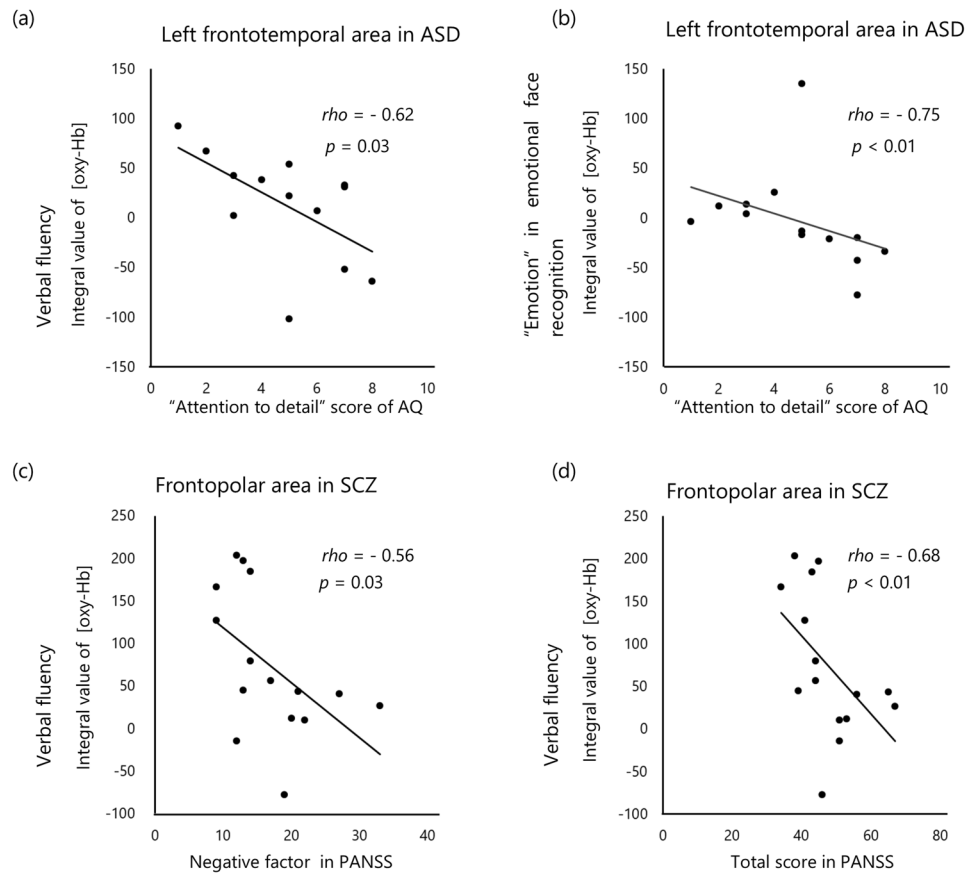 (a)
Left frontotemporal area in ASD
150
100
50
0
-50
-100
-150
0 2 4 6 8 10
rho = - 0.62
p = 0.03
Verbal fluency
Integral value of [oxy-Hb]
“Attention to detail” score of AQ
(b)
Left frontotemporal area in ASD
150
100
50
0
-50
-100
-150
0 2 4 6 8 10
rho = - 0.75
p < 0.01
“Emotion” in emotional face
recognition
Integral value of [oxy-Hb]
“Attention to detail” score of AQ
(c)
Frontopolar area in SCZ
250
200
150
100
50
0
-50
-100
0 10 20 30 40
rho = - 0.56
p = 0.03
Verbal fluency
Integral value of [oxy-Hb]
Negative factor in PANSS
(d)
Frontopolar area in SCZ
250
200
150
100
50
0
-50
-100
0 20 40 60 80
rho = - 0.68
p < 0.01
Verbal fluency
Integral value of [oxy-Hb]
Total score in PANSS